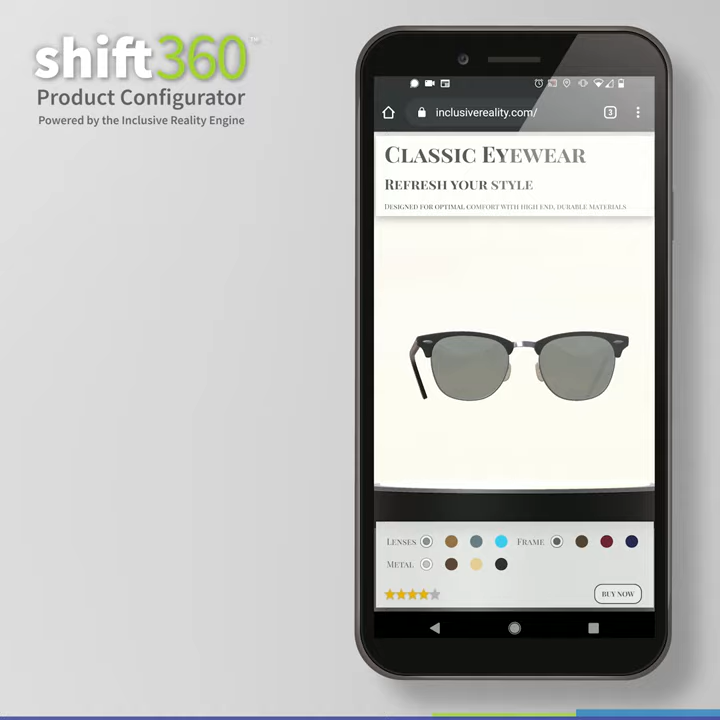 shift360™
Product Configurator
Powered by the Inclusive Reality Engine
inclusivereality.com/
3
Classic Eyewear
Refresh your style
Designed for optimal comfort with high end, durable materials
Lenses
Frame
Metal
BUY NOW